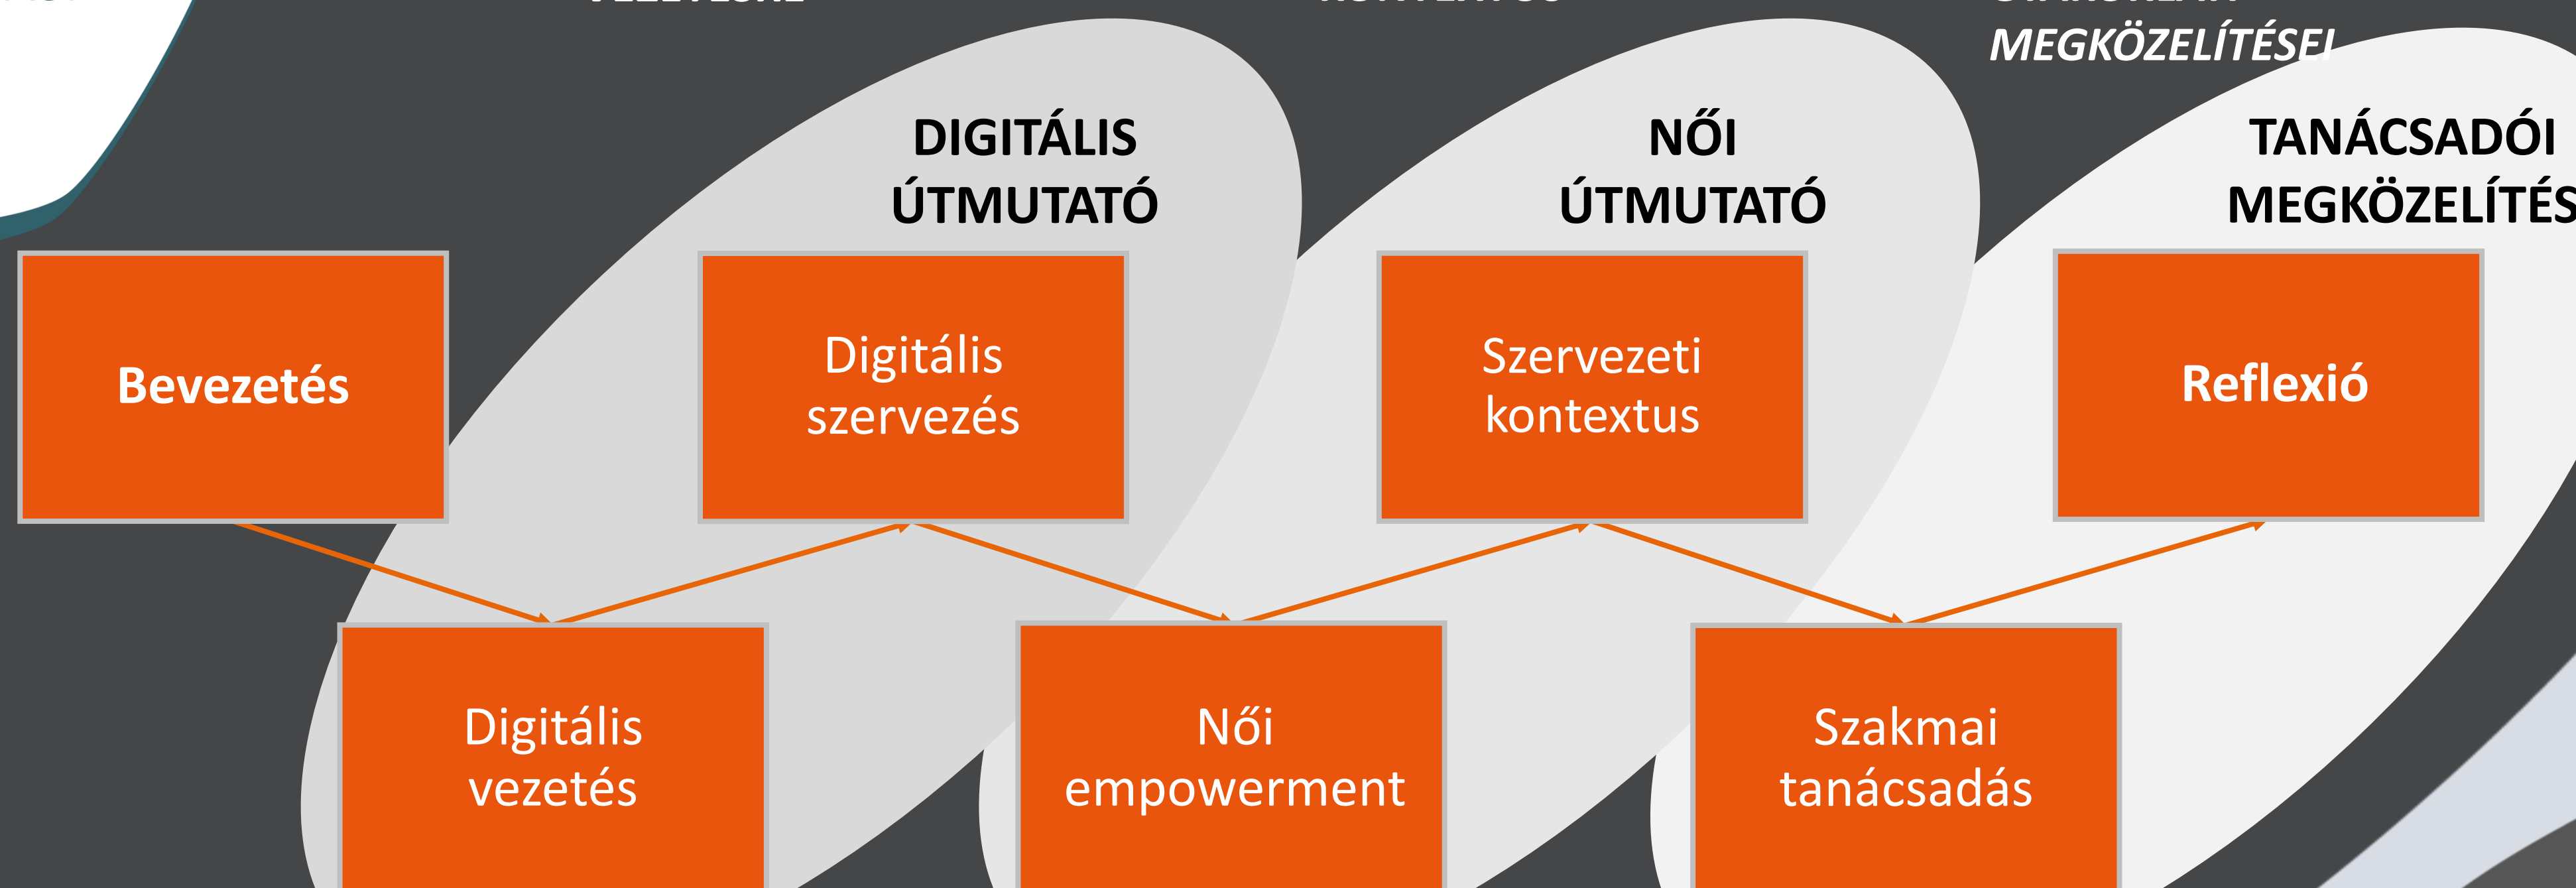 MEGKÖZELÍTÉSEI
DIGITÁLIS
ÚTMUTATÓ
NŐI
ÚTMUTATÓ
TANÁCSADÓI
MEGKÖZELÍTÉS
Bevezetés
Digitális
szervezés
Szervezeti
kontextus
Reflexió
Digitális
vezetés
Női
empowerment
Szakmai
tanácsadás